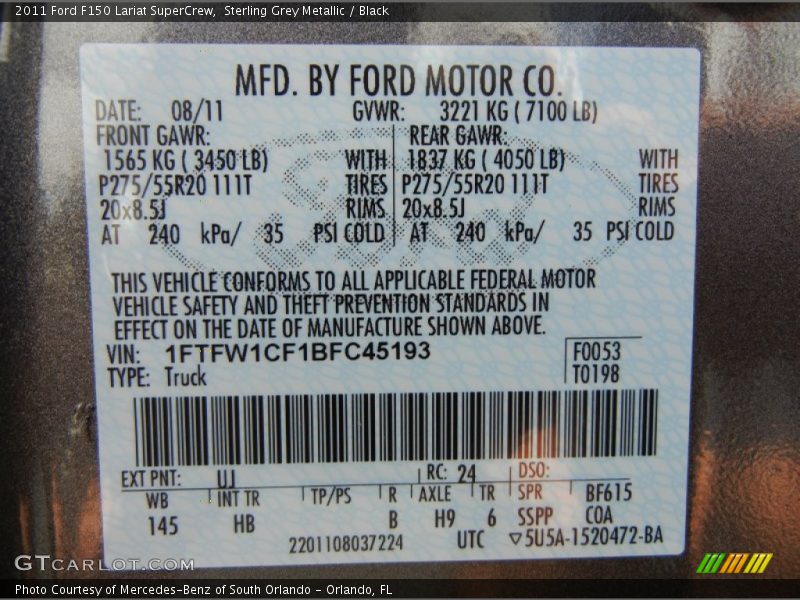 2011 Ford F150 Lariat SuperCrew,  Sterling Grey Metallic / Black
MFD. BY FORD MOTOR CO.
DATE: 08/11 GVWR: 3221 KG ( 7100 LB)
FRONT GAWR: REAR GAWR:
1565 KG ( 3450 LB) WITH 1837 KG ( 4050 LB) WITH
P275/55R20 111T TIRES P275/55R20 111T TIRES
20x8.5J RIMS 20x8.5J RIMS
AT 240 kPa/ 35 PSI COLD AT 240 kPa/ 35 PSI COLD
THIS VEHICLE CONFORMS TO ALL APPLICABLE FEDERAL MOTOR
VEHICLE SAFETY AND THEFT PREVENTION STANDARDS IN
EFFECT ON THE DATE OF MANUFACTURE SHOWN ABOVE.
VIN: 1FTFW1CF1BFC45193 F0053
TYPE: Truck T0198
EXT PNT: UJ RC: 24 DSO:
WB INT TR TP/PS R AXLE TR SPR BF615
145 HB B H9 6 SSPP COA
2201108037224 UTC ▽5U5A-1520472-BA
GTCARLOT.COM
Photo Courtesy of Mercedes-Benz of South Orlando - Orlando, FL